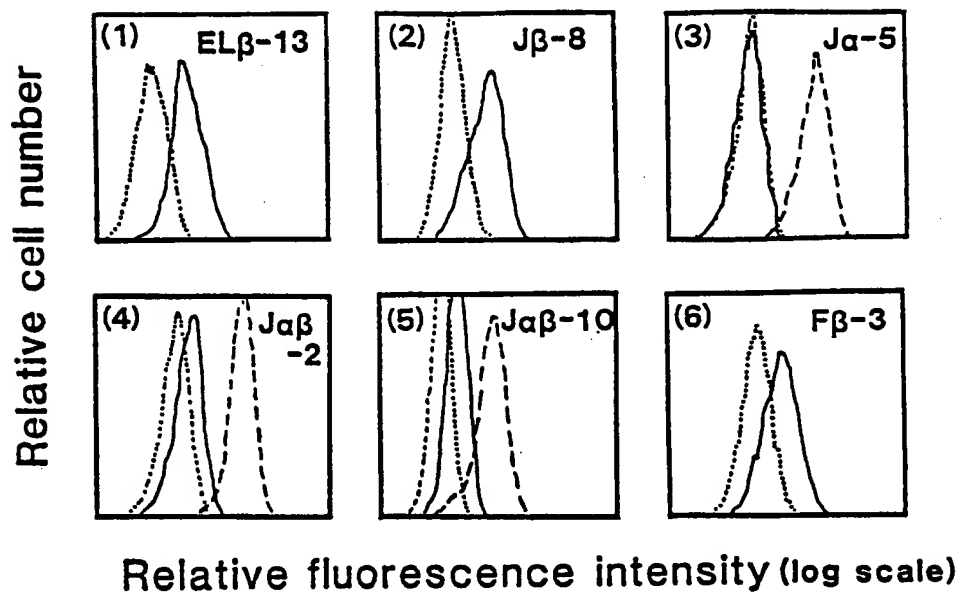 (1) ELβ-13
(2) Jβ-8
(3) Jα-5
(4) Jαβ
-2
(5) Jαβ-10
(6) Fβ-3
Relative cell number
Relative fluorescence intensity (log scale)